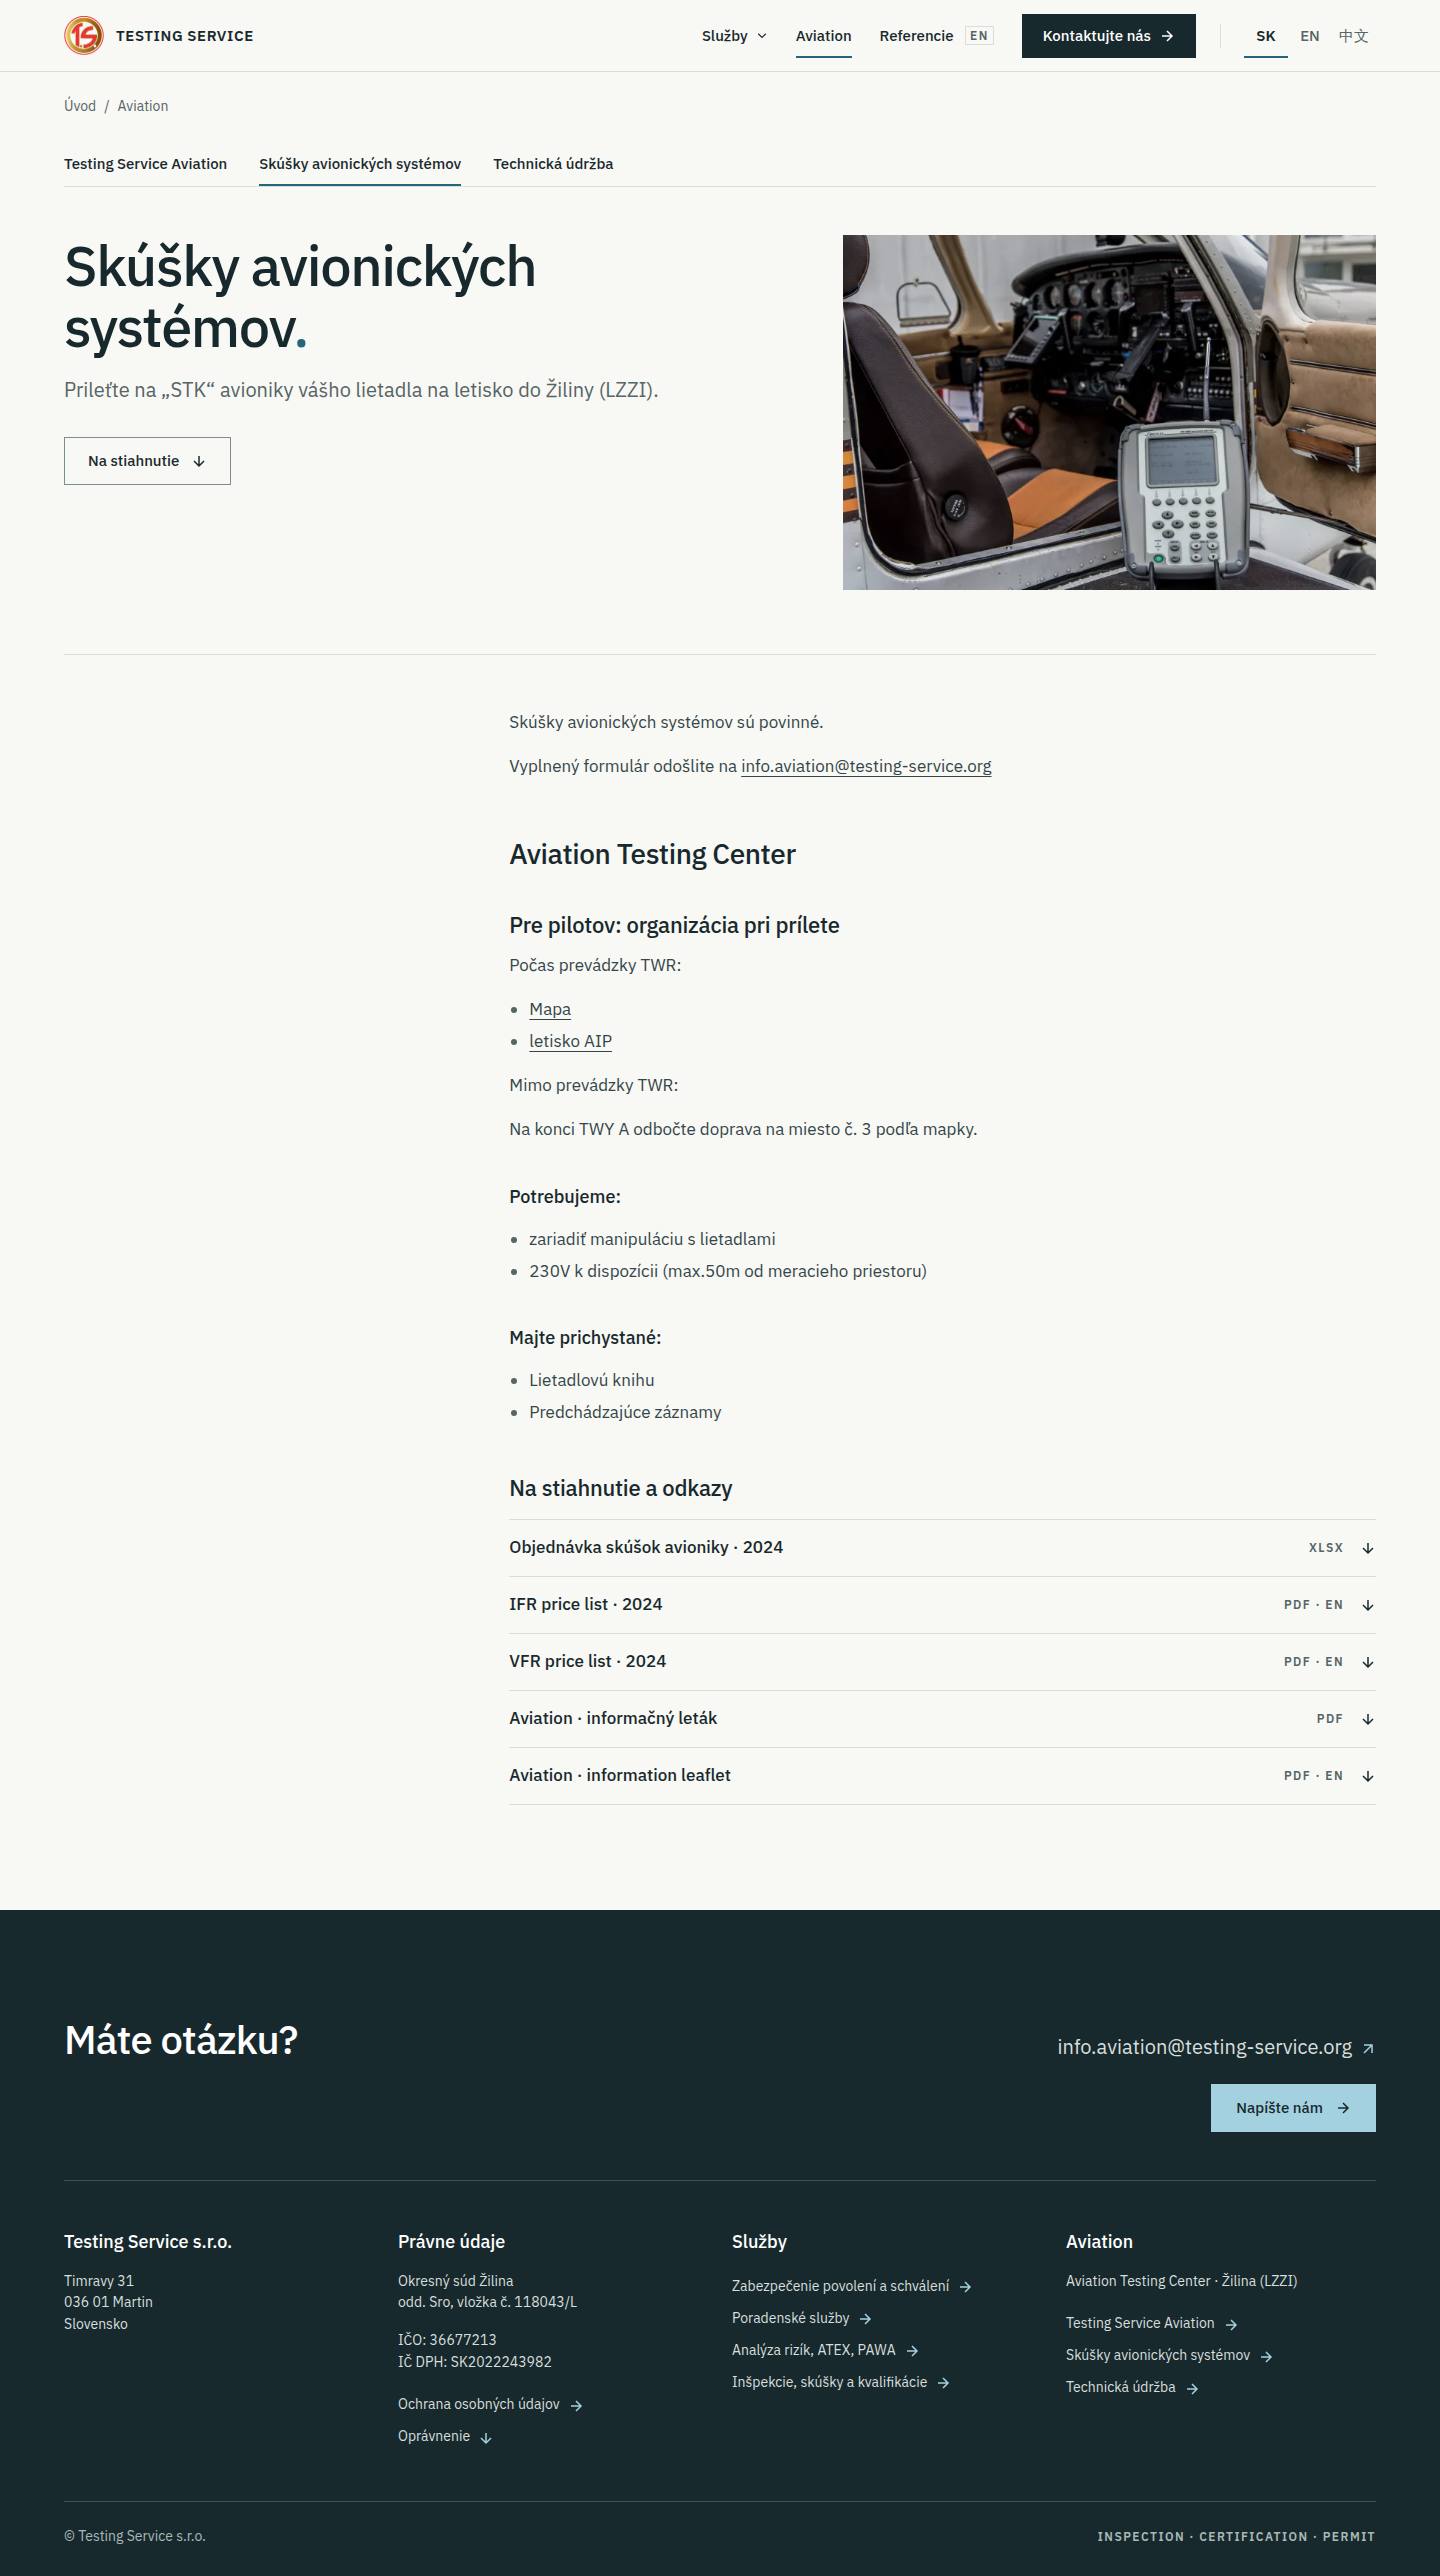 TESTING SERVICE
Služby
Aviation
Referencie EN
Kontaktujte nás →
SK
EN
中文
Úvod / Aviation
Testing Service Aviation
Skúšky avionických systémov
Technická údržba
Skúšky avionických
systémov.
Prileťte na „STK“ avioniky vášho lietadla na letisko do Žiliny (LZZI).
Na stiahnutie ↓
Skúšky avionických systémov sú povinné.
Vyplnený formulár odošlite na info.aviation@testing-service.org
Aviation Testing Center
Pre pilotov: organizácia pri prílete
Počas prevádzky TWR:
• Mapa
• letisko AIP
Mimo prevádzky TWR:
Na konci TWY A odbočte doprava na miesto č. 3 podľa mapky.
Potrebujeme:
• zariadiť manipuláciu s lietadlami
• 230V k dispozícii (max.50m od meracieho priestoru)
Majte prichystané:
• Lietadlovú knihu
• Predchádzajúce záznamy
Na stiahnutie a odkazy
Objednávka skúšok avioniky · 2024 XLSX ↓
IFR price list · 2024 PDF · EN ↓
VFR price list · 2024 PDF · EN ↓
Aviation · informačný leták PDF ↓
Aviation · information leaflet PDF · EN ↓
Máte otázku?
info.aviation@testing-service.org ↗
Napíšte nám →
Testing Service s.r.o.
Timravy 31
036 01 Martin
Slovensko
Právne údaje
Okresný súd Žilina
odd. Sro, vložka č. 118043/L
IČO: 36677213
IČ DPH: SK2022243982
Ochrana osobných údajov →
Oprávnenie ↓
Služby
Zabezpečenie povolení a schválení →
Poradenské služby →
Analýza rizík, ATEX, PAWA →
Inšpekcie, skúšky a kvalifikácie →
Aviation
Aviation Testing Center · Žilina (LZZI)
Testing Service Aviation →
Skúšky avionických systémov →
Technická údržba →
© Testing Service s.r.o.
INSPECTION · CERTIFICATION · PERMIT